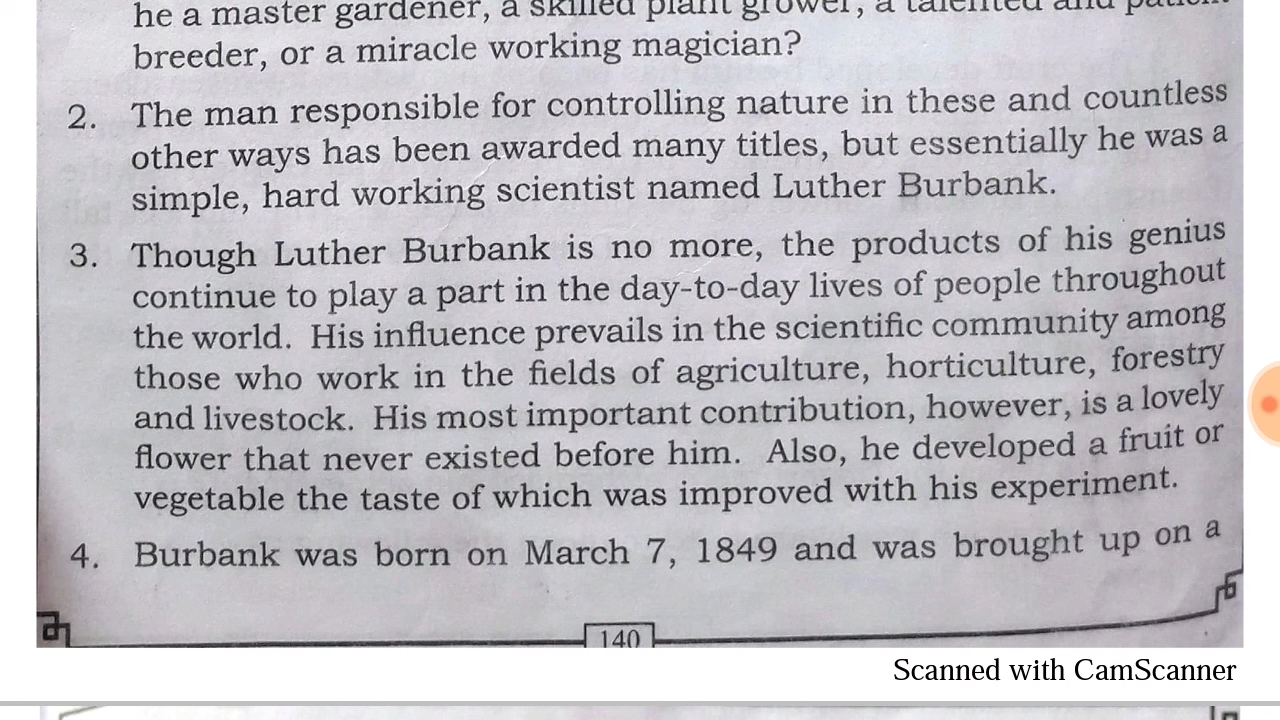 he a master gardener, a skilled plant grower, a talented and patient
breeder, or a miracle working magician?
2. The man responsible for controlling nature in these and countless
other ways has been awarded many titles, but essentially he was a
simple, hard working scientist named Luther Burbank.
3. Though Luther Burbank is no more, the products of his genius
continue to play a part in the day-to-day lives of people throughout
the world. His influence prevails in the scientific community among
those who work in the fields of agriculture, horticulture, forestry
and livestock. His most important contribution, however, is a lovely
flower that never existed before him. Also, he developed a fruit or
vegetable the taste of which was improved with his experiment.
4. Burbank was born on March 7, 1849 and was brought up on a
140
Scanned with CamScanner